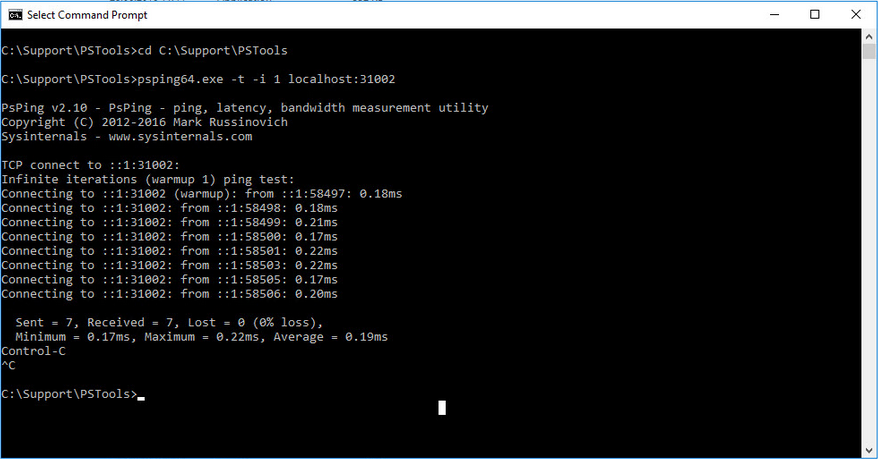 Select Command Prompt
C:\Support\PSTools>cd C:\Support\PSTools
C:\Support\PSTools>psping64.exe -t -i 1 localhost:31002
PsPing v2.10 - PsPing - ping, latency, bandwidth measurement utility
Copyright (C) 2012-2016 Mark Russinovich
Sysinternals - www.sysinternals.com
TCP connect to ::1:31002:
Infinite iterations (warmup 1) ping test:
Connecting to ::1:31002 (warmup): from ::1:58497: 0.18ms
Connecting to ::1:31002: from ::1:58498: 0.18ms
Connecting to ::1:31002: from ::1:58499: 0.21ms
Connecting to ::1:31002: from ::1:58500: 0.17ms
Connecting to ::1:31002: from ::1:58501: 0.22ms
Connecting to ::1:31002: from ::1:58503: 0.22ms
Connecting to ::1:31002: from ::1:58505: 0.17ms
Connecting to ::1:31002: from ::1:58506: 0.20ms
Sent = 7, Received = 7, Lost = 0 (0% loss),
Minimum = 0.17ms, Maximum = 0.22ms, Average = 0.19ms
Control-C
^C
C:\Support\PSTools>